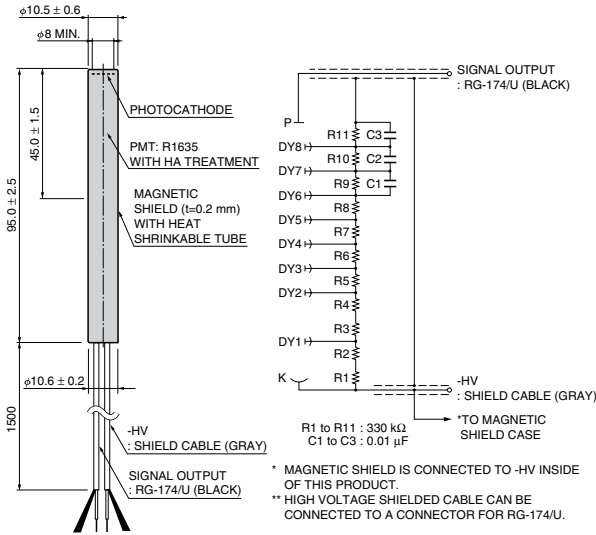 φ10.5 ± 0.6
φ8 MIN.
45.0 ± 1.5
95.0 ± 2.5
1500
φ10.6 ± 0.2
PHOTOCATHODE
PMT: R1635
WITH HA TREATMENT
MAGNETIC
SHIELD (t=0.2 mm)
WITH HEAT
SHRINKABLE TUBE
-HV
: SHIELD CABLE (GRAY)
SIGNAL OUTPUT
: RG-174/U (BLACK)
SIGNAL OUTPUT
: RG-174/U (BLACK)
P
R11 C3
DY8
R10 C2
DY7
R9 C1
DY6
R8
DY5
R7
DY4
R6
DY3
R5
DY2
R4
R3
DY1
R2
K R1
-HV
: SHIELD CABLE (GRAY)
*TO MAGNETIC
SHIELD CASE
R1 to R11 : 330 kΩ
C1 to C3 : 0.01 µF
* MAGNETIC SHIELD IS CONNECTED TO -HV INSIDE
OF THIS PRODUCT.
** HIGH VOLTAGE SHIELDED CABLE CAN BE
CONNECTED TO A CONNECTOR FOR RG-174/U.